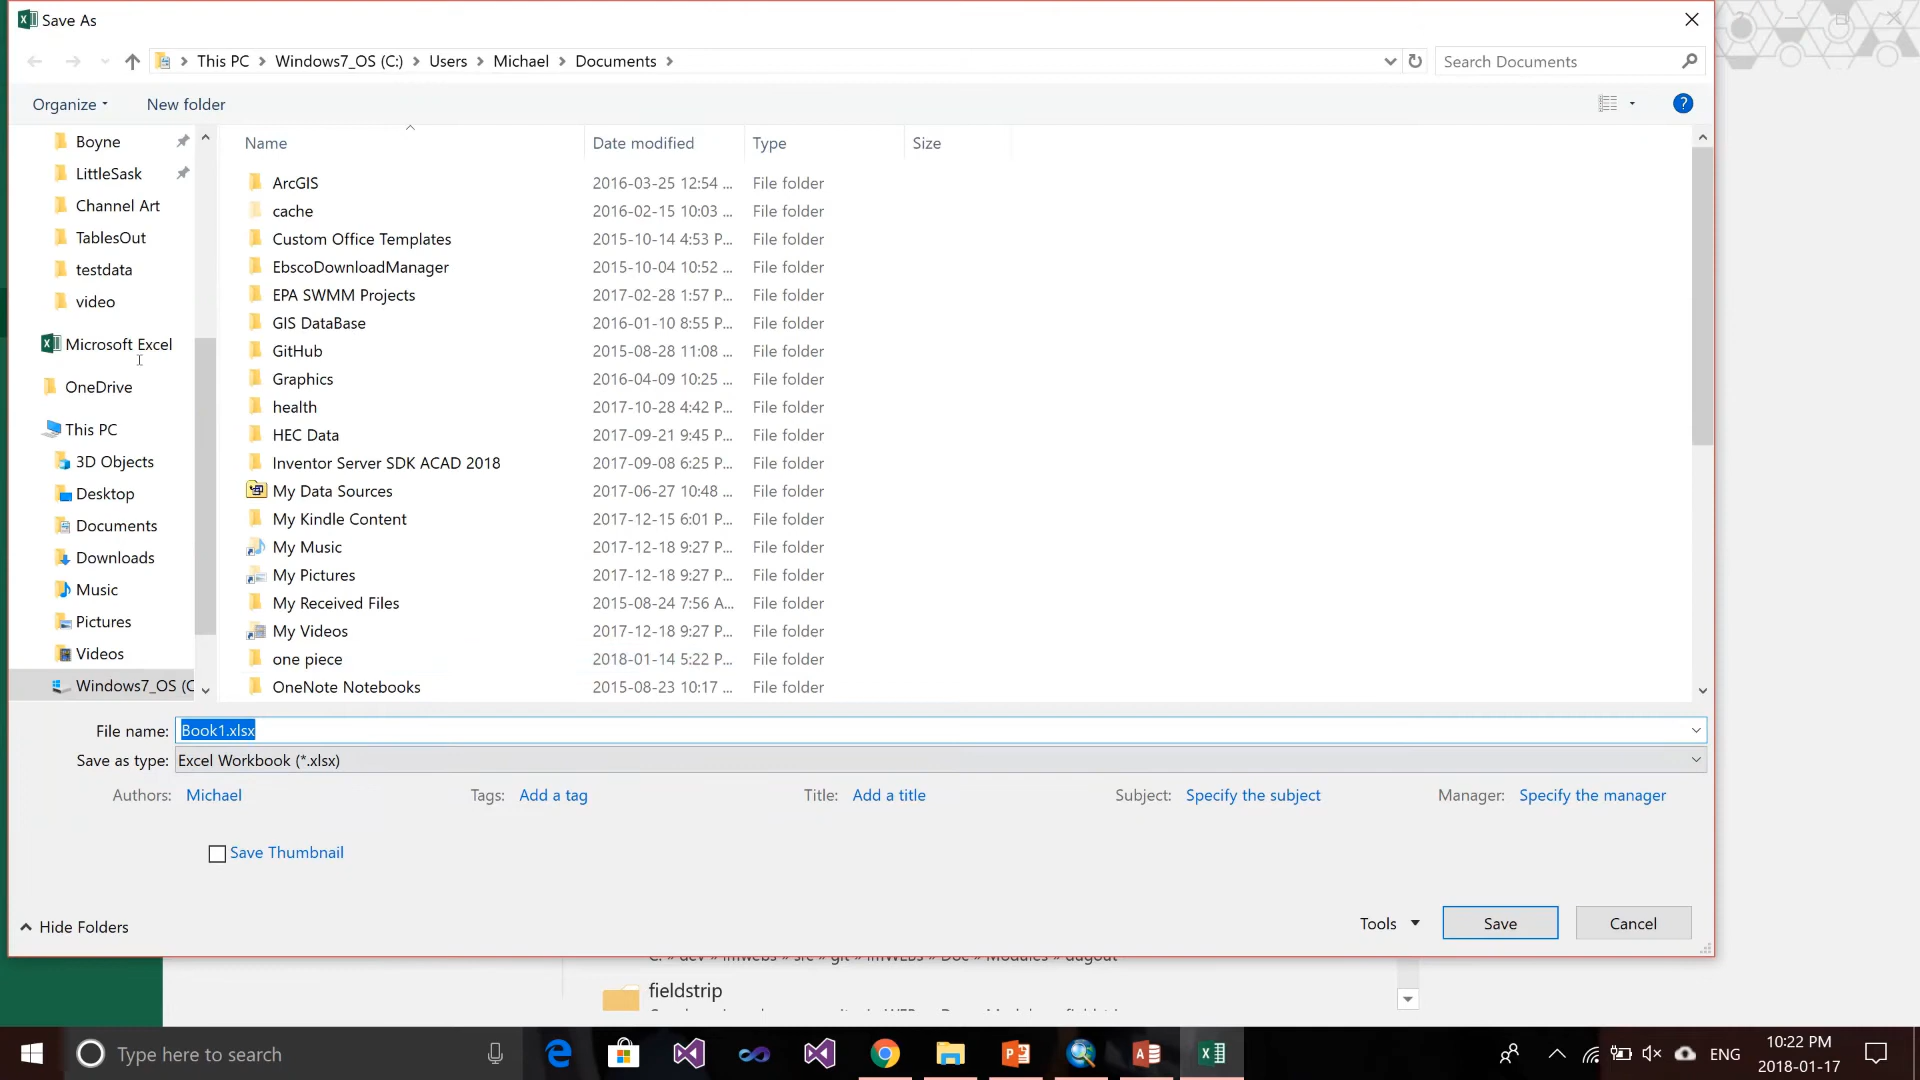 Save As
This PC > Windows7_OS (C:) > Users > Michael > Documents >
Search Documents
Organize
New folder
Boyne
LittleSask
Channel Art
TablesOut
testdata
video
Microsoft Excel
OneDrive
This PC
3D Objects
Desktop
Documents
Downloads
Music
Pictures
Videos
Windows7_OS (C
Name Date modified Type Size
ArcGIS 2016-03-25 12:54 ... File folder
cache 2016-02-15 10:03 ... File folder
Custom Office Templates 2015-10-14 4:53 P... File folder
EbscoDownloadManager 2015-10-04 10:52 ... File folder
EPA SWMM Projects 2017-02-28 1:57 P... File folder
GIS DataBase 2016-01-10 8:55 P... File folder
GitHub 2015-08-28 11:08 ... File folder
Graphics 2016-04-09 10:25 ... File folder
health 2017-10-28 4:42 P... File folder
HEC Data 2017-09-21 9:45 P... File folder
Inventor Server SDK ACAD 2018 2017-09-08 6:25 P... File folder
My Data Sources 2017-06-27 10:48 ... File folder
My Kindle Content 2017-12-15 6:01 P... File folder
My Music 2017-12-18 9:27 P... File folder
My Pictures 2017-12-18 9:27 P... File folder
My Received Files 2015-08-24 7:56 A... File folder
My Videos 2017-12-18 9:27 P... File folder
one piece 2018-01-14 5:22 P... File folder
OneNote Notebooks 2015-08-23 10:17 ... File folder
File name: Book1.xlsx
Save as type: Excel Workbook (*.xlsx)
Authors: Michael Tags: Add a tag Title: Add a title Subject: Specify the subject Manager: Specify the manager
Save Thumbnail
Hide Folders
Tools
Save
Cancel
fieldstrip
Type here to search
ENG
10:22 PM
2018-01-17